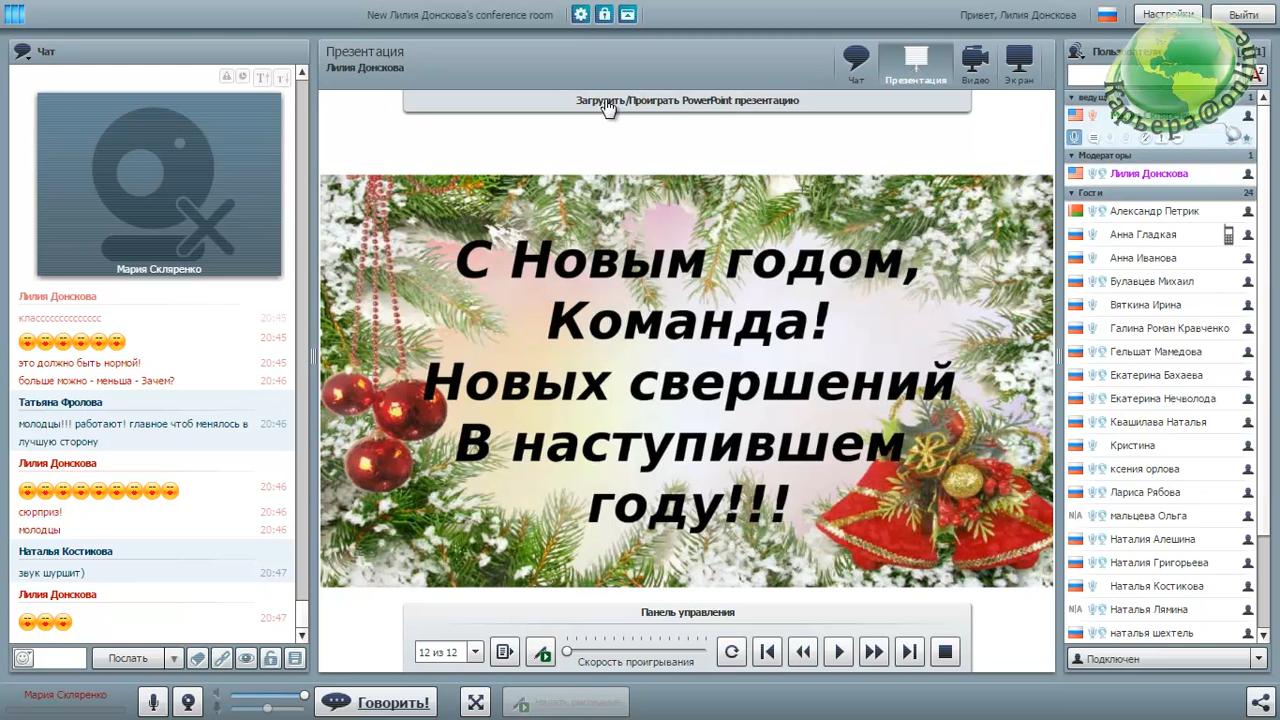 New Лилия Донскова's conference room
Привет, Лилия Донскова
Настройки
Выйти
Чат
Мария Скляренко
Лилия Донскова
класссссссссссссс 20:45
20:45
это должно быть нормой! 20:45
больше можно - меньша - Зачем? 20:46
Татьяна Фролова
молодцы!!! работают! главное чтоб менялось в 20:46
лучшую сторону
Лилия Донскова
20:46
сюрприз! 20:46
молодцы 20:46
Наталья Костикова
звук шуршит) 20:47
Лилия Донскова
20:47
Послать
Презентация
Лилия Донскова
Чат
Презентация
Видео
Экран
Загрузить/Проиграть PowerPoint презентацию
С Новым годом,
Команда!
Новых свершений
В наступившем
году!!!
Панель управления
12 из 12
Скорость проигрывания
карьера@online
Модераторы 1
Лилия Донскова
Гости 24
Александр Петрик
Анна Гладкая
Анна Иванова
Булавцев Михаил
Вяткина Ирина
Галина Роман Кравченко
Гельшат Мамедова
Екатерина Бахаева
Екатерина Нечволода
Квашилава Наталья
Кристина
ксения орлова
Лариса Рябова
N/A мальцева Ольга
Наталия Алешина
Наталия Григорьева
Наталья Костикова
N/A Наталья Лямина
наталья шехтель
Подключен
Мария Скляренко
Говорить!
Начать рисование